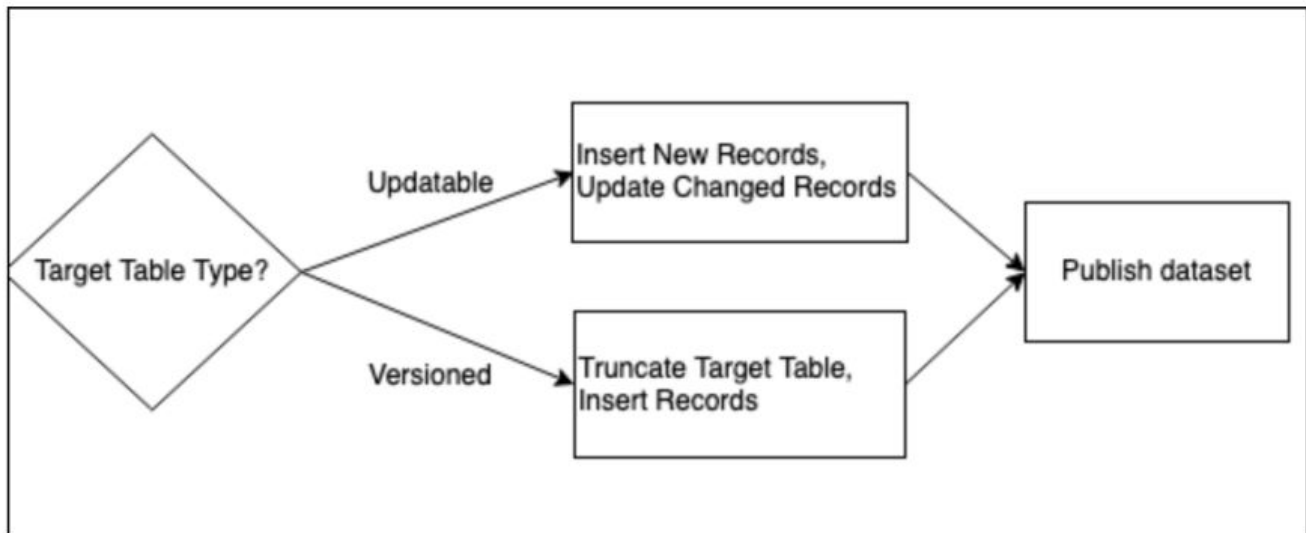 Target Table Type?
Updatable
Insert New Records,
Update Changed Records
Versioned
Truncate Target Table,
Insert Records
Publish dataset